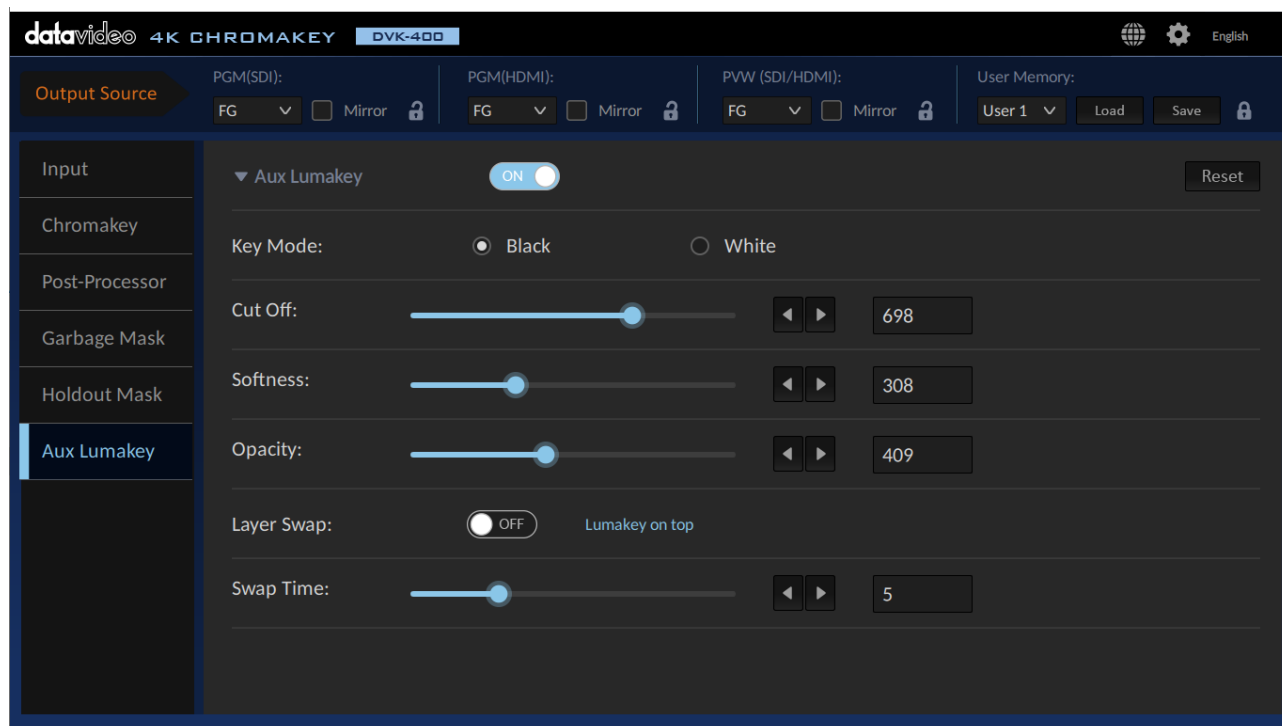 datavideo 4K CHROMAKEY DVK-400 English
Output Source
PGM(SDI): PGM(HDMI): PVW (SDI/HDMI): User Memory:
FG Mirror FG Mirror FG Mirror User 1 Load Save
Input
Chromakey
Post-Processor
Garbage Mask
Holdout Mask
Aux Lumakey
Aux Lumakey ON Reset
Key Mode: Black White
Cut Off: 698
Softness: 308
Opacity: 409
Layer Swap: OFF Lumakey on top
Swap Time: 5